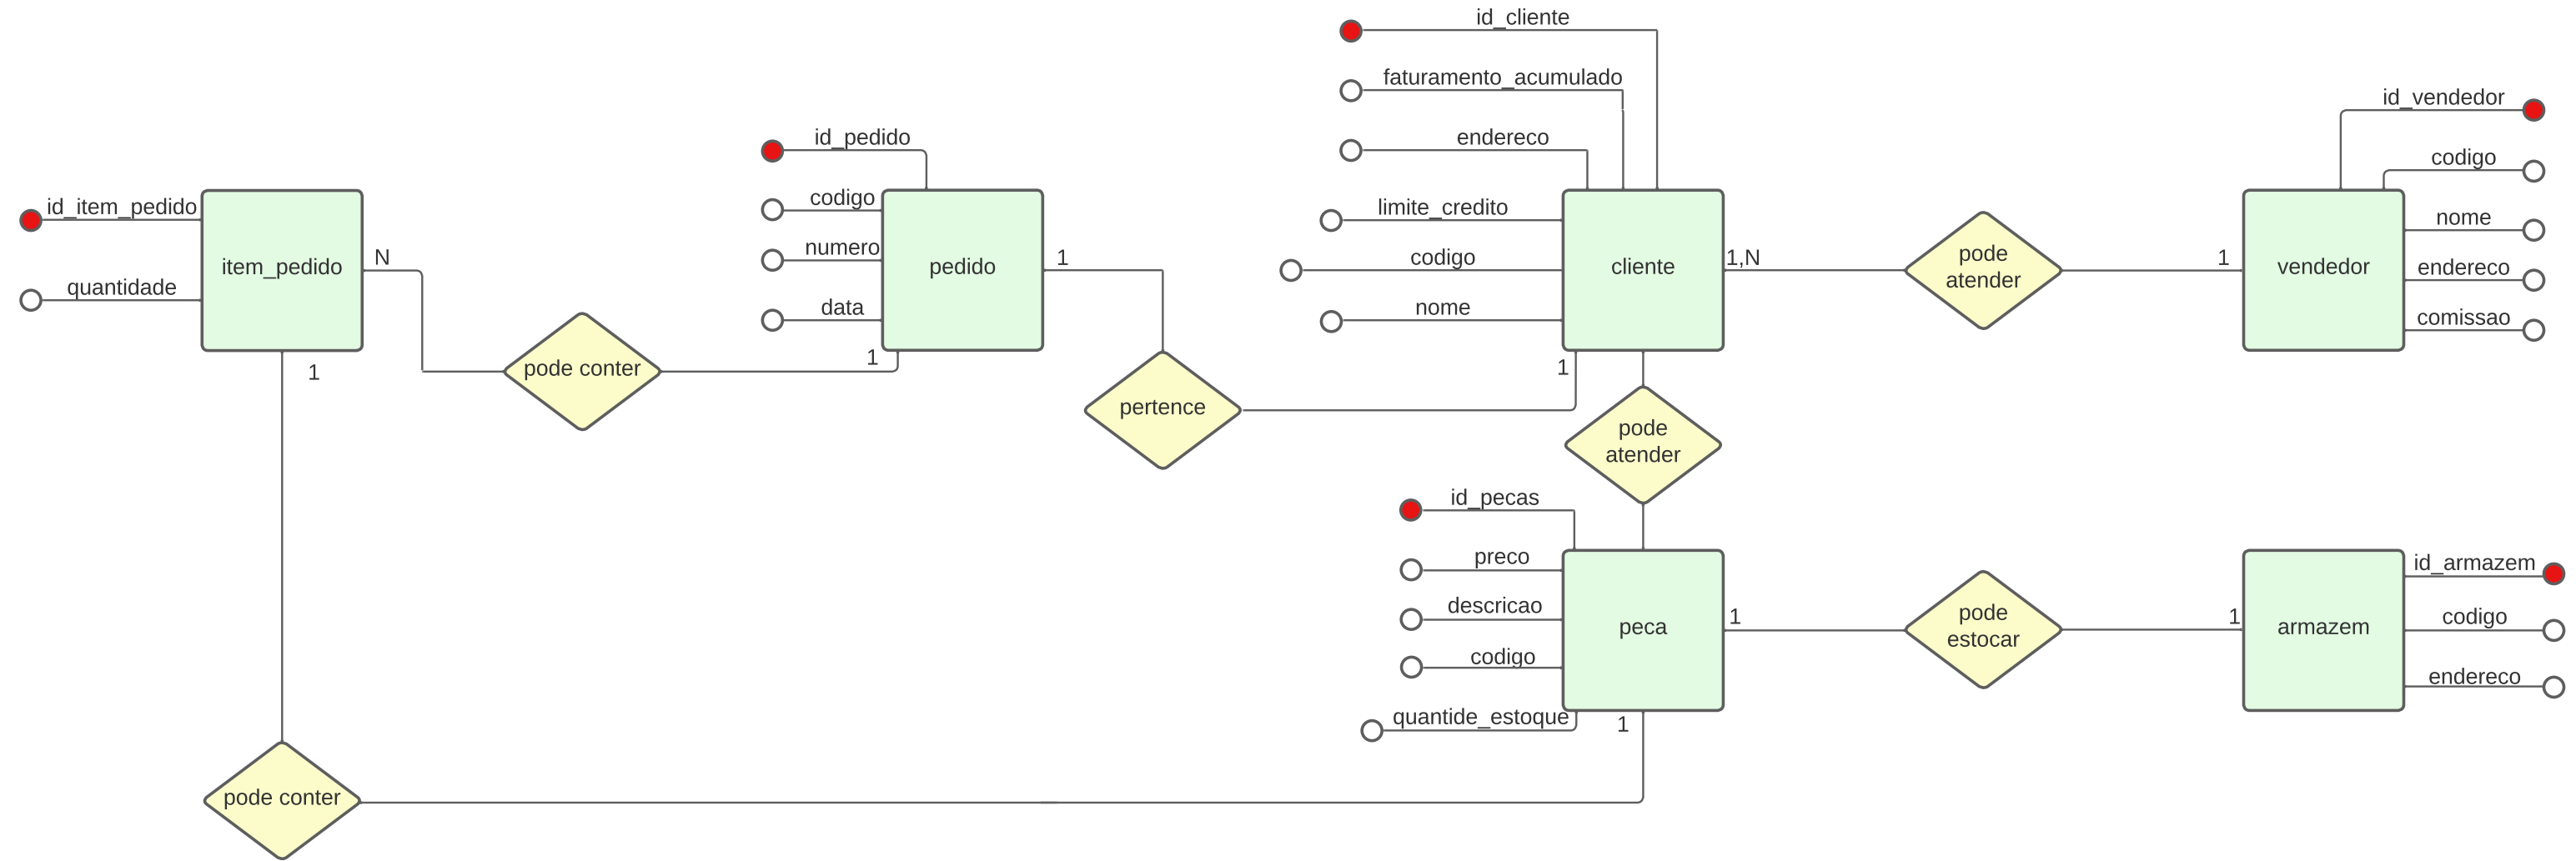 id_cliente
faturamento_acumulado
endereco
limite_credito
codigo
nome
cliente
1,N
1
pode
atender
1
vendedor
id_vendedor
codigo
nome
endereco
comissao
id_pedido
codigo
numero
data
pedido
1
1
pertence
id_item_pedido
quantidade
item_pedido
N
1
pode conter
pode
atender
id_pecas
preco
descricao
codigo
quantide_estoque
peca
1
1
pode
estocar
1
armazem
id_armazem
codigo
endereco
pode conter